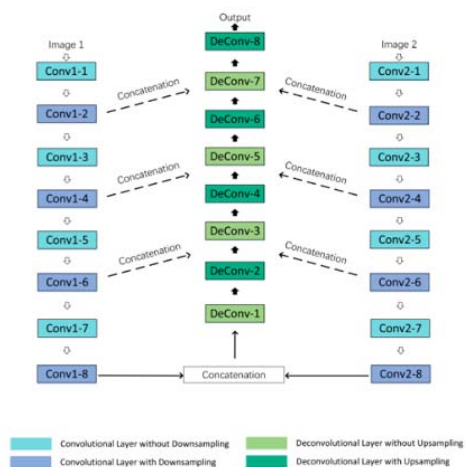 Output
Image 1
DeConv-8
Image 2
Conv1-1
DeConv-7
Conv2-1
Concatenation
Concatenation
Conv1-2
DeConv-6
Conv2-2
Conv1-3
DeConv-5
Conv2-3
Concatenation
Concatenation
Conv1-4
DeConv-4
Conv2-4
Conv1-5
DeConv-3
Conv2-5
Concatenation
Concatenation
Conv1-6
DeConv-2
Conv2-6
Conv1-7
DeConv-1
Conv2-7
Conv1-8
Concatenation
Conv2-8
Convolutional Layer without Downsampling
Deconvolutional Layer without Upsampling
Convolutional Layer with Downsampling
Deconvolutional Layer with Upsampling